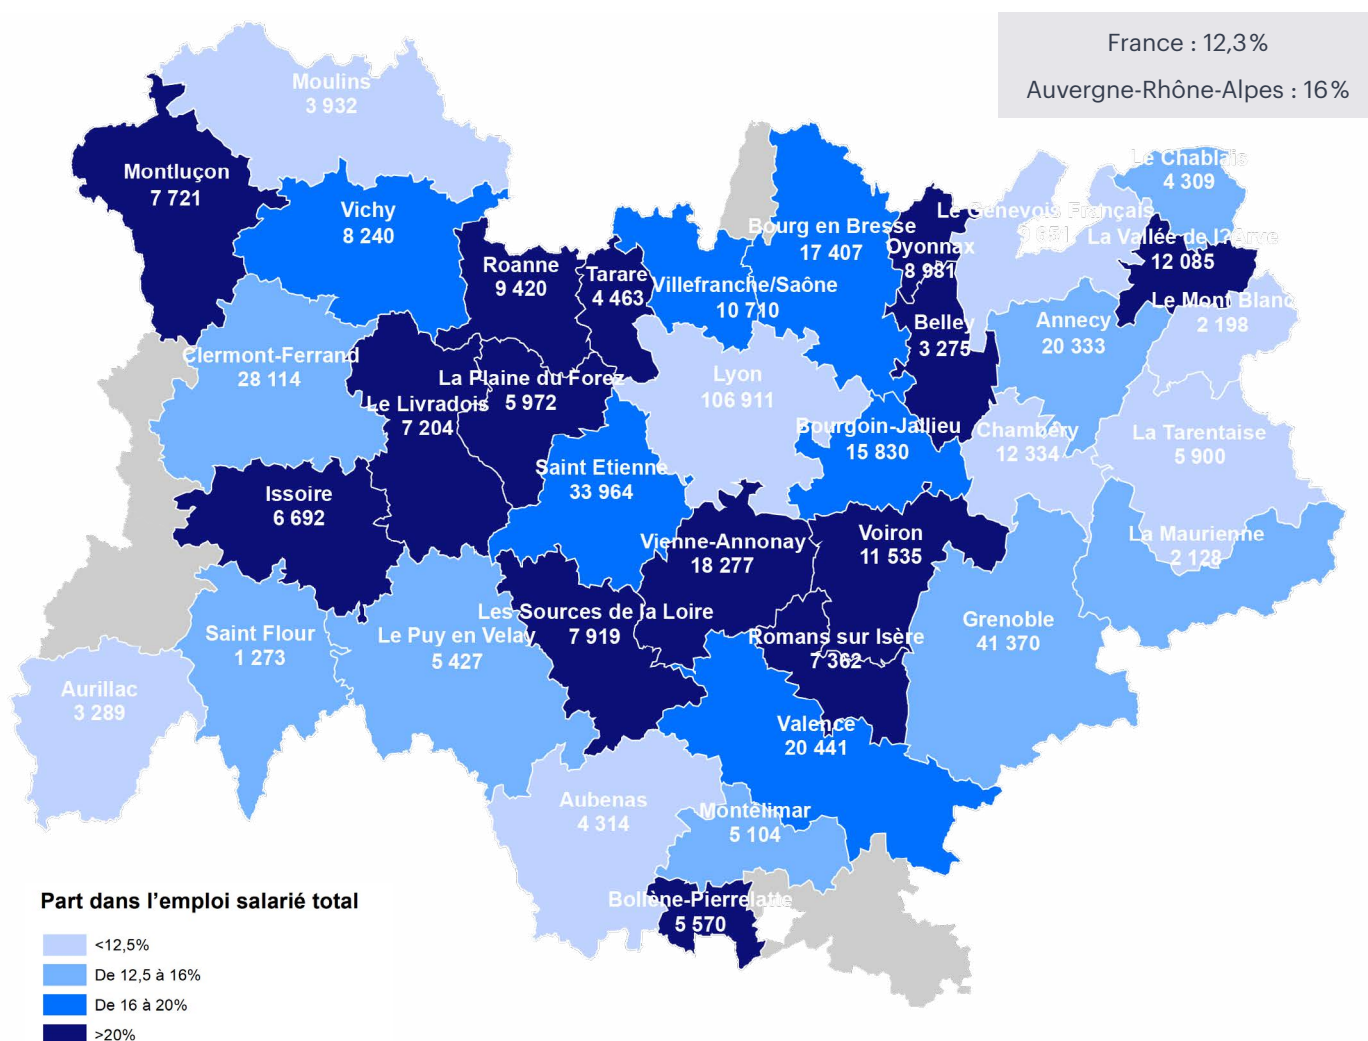 France : 12,3 %
Auvergne-Rhône-Alpes : 16 %
Moulins
3 932
Montluçon
7 721
Vichy
8 240
Roanne
9 420
Tarare
4 463
Villefranche/Saône
10 710
Bourg en Bresse
17 407
Oyonnax
8 981
Le Genevois Français
9 651
Le Chablais
4 309
La Vallée de l?Arve
12 085
Le Mont Blanc
2 198
Belley
3 275
Annecy
20 333
Clermont-Ferrand
28 114
La Plaine du Forez
5 972
Le Livradois
7 204
Lyon
106 911
Bourgoin-Jallieu
15 830
Chambéry
12 334
La Tarentaise
5 900
Saint Etienne
33 964
Issoire
6 692
Vienne-Annonay
18 277
Voiron
11 535
La Maurienne
2 128
Les Sources de la Loire
7 919
Saint Flour
1 273
Le Puy en Velay
5 427
Romans sur Isère
7 362
Grenoble
41 370
Aurillac
3 289
Valence
20 441
Aubenas
4 314
Montélimar
5 104
Bollène-Pierrelatte
5 570
Part dans l'emploi salarié total
<12,5%
De 12,5 à 16%
De 16 à 20%
>20%